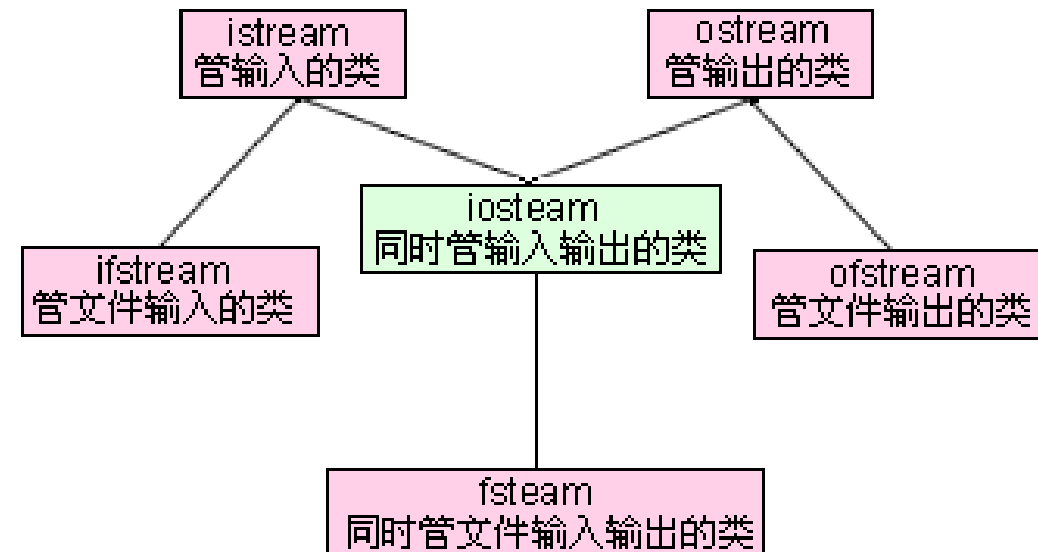 istream
管输入的类
ostream
管输出的类
iosteam
同时管输入输出的类
ifstream
管文件输入的类
ofstream
管文件输出的类
fsteam
同时管文件输入输出的类